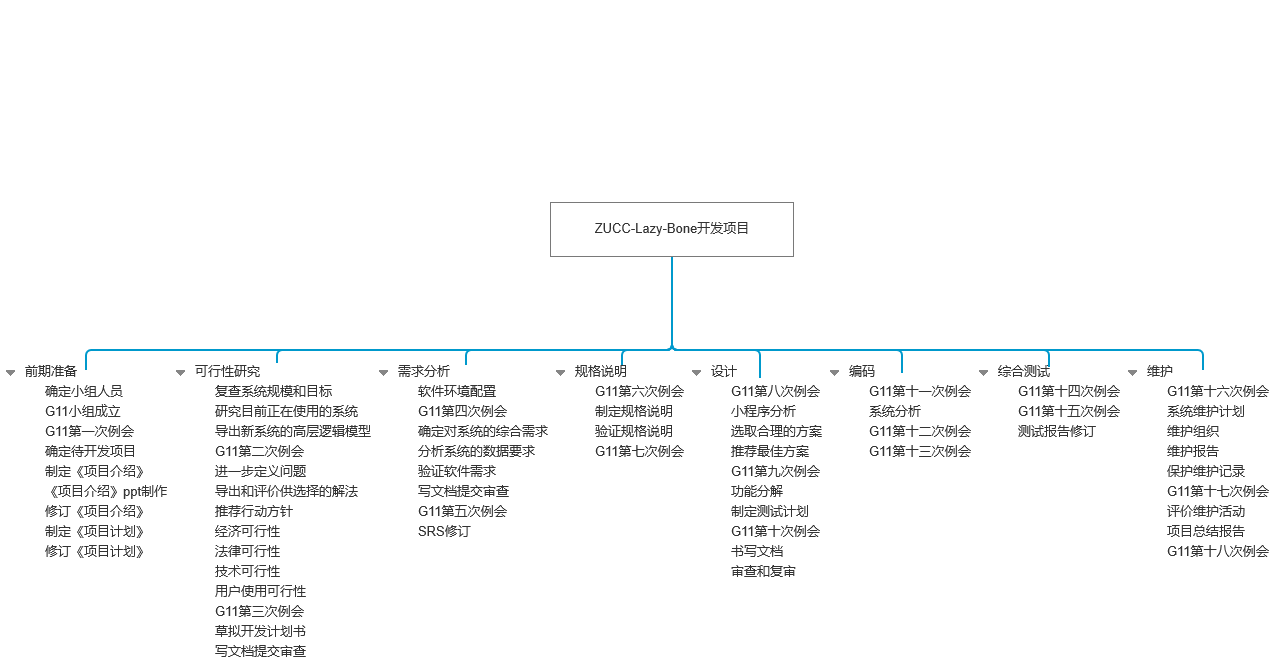 ZUCC-Lazy-Bone开发项目
前期准备
确定小组人员
G11小组成立
G11第一次例会
确定待开发项目
制定《项目介绍》
《项目介绍》ppt制作
修订《项目介绍》
制定《项目计划》
修订《项目计划》
可行性研究
复查系统规模和目标
研究目前正在使用的系统
导出新系统的高层逻辑模型
G11第二次例会
进一步定义问题
导出和评价供选择的解法
推荐行动方针
经济可行性
法律可行性
技术可行性
用户使用可行性
G11第三次例会
草拟开发计划书
写文档提交审查
需求分析
软件环境配置
G11第四次例会
确定对系统的综合需求
分析系统的数据要求
验证软件需求
写文档提交审查
G11第五次例会
SRS修订
规格说明
G11第六次例会
制定规格说明
验证规格说明
G11第七次例会
设计
G11第八次例会
小程序分析
选取合理的方案
推荐最佳方案
G11第九次例会
功能分解
制定测试计划
G11第十次例会
书写文档
审查和复审
编码
G11第十一次例会
系统分析
G11第十二次例会
G11第十三次例会
综合测试
G11第十四次例会
G11第十五次例会
测试报告修订
维护
G11第十六次例会
系统维护计划
维护组织
维护报告
保护维护记录
G11第十七次例会
评价维护活动
项目总结报告
G11第十八次例会